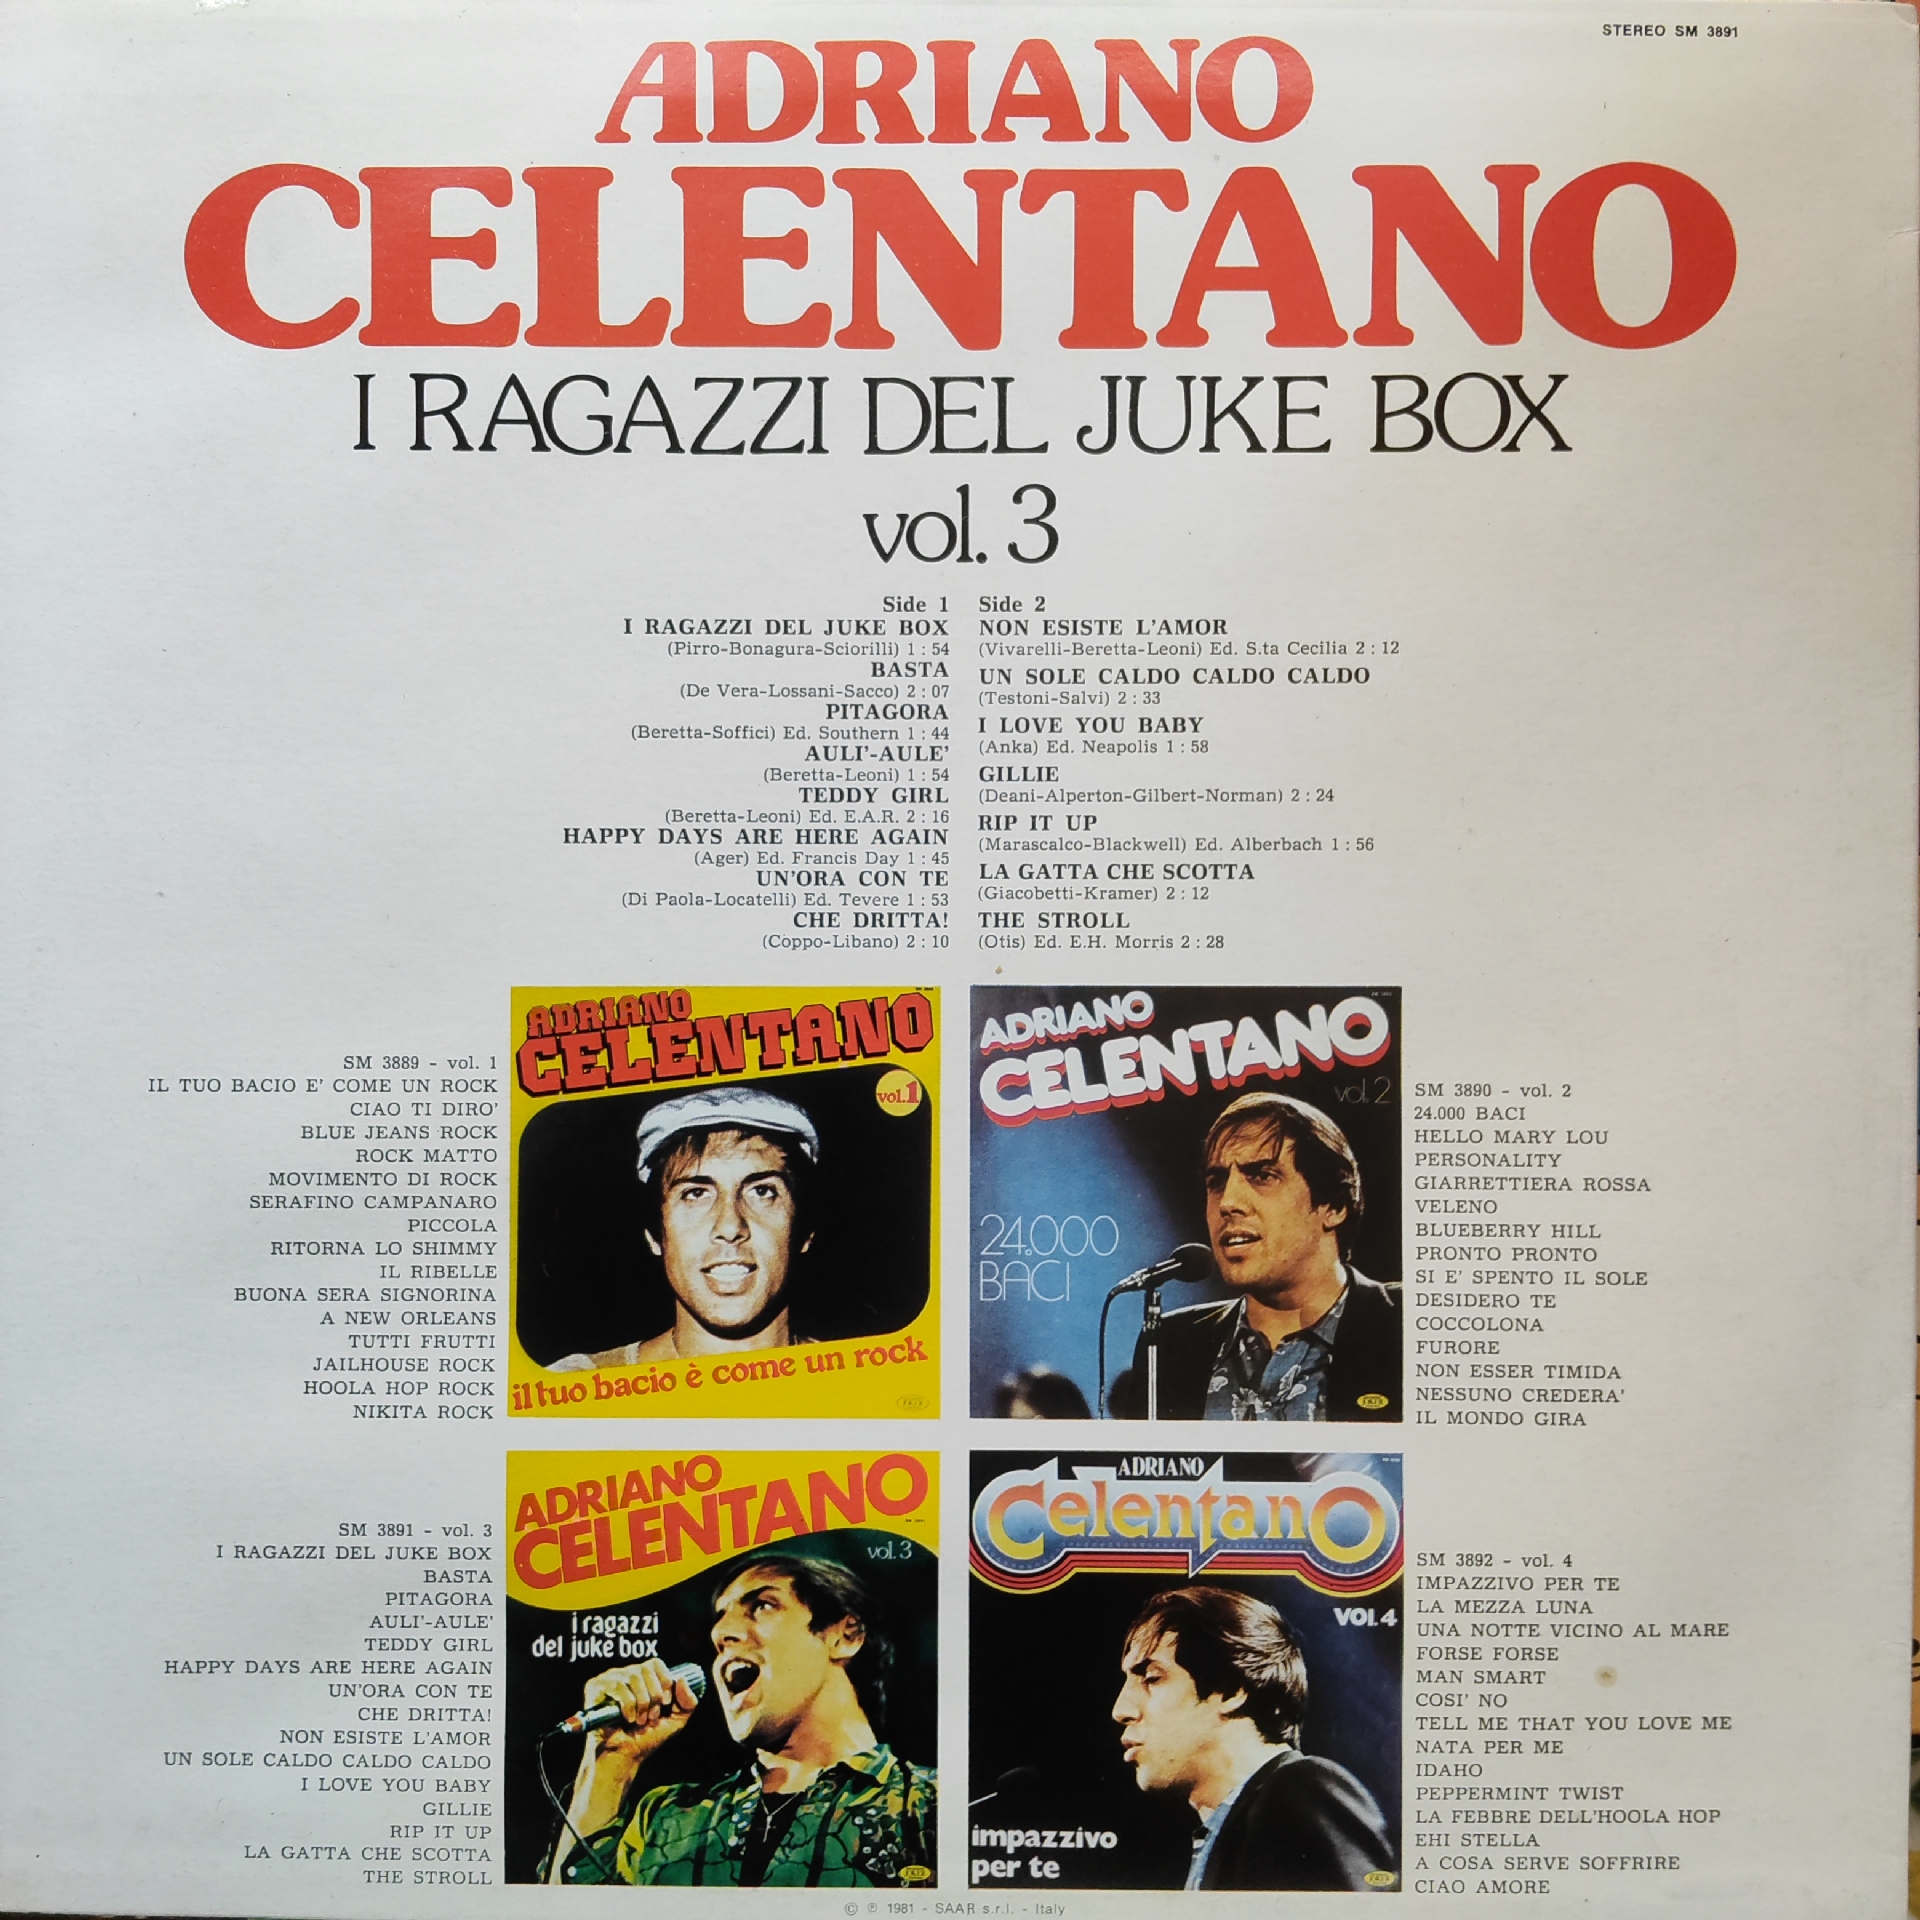 STEREO SM 3891
ADRIANO
CELENTANO
I RAGAZZI DEL JUKE BOX
vol. 3
Side 1
I RAGAZZI DEL JUKE BOX
(Pirro-Bonagura-Sciorilli) 1 : 54
BASTA
(De Vera-Lossani-Sacco) 2 : 07
PITAGORA
(Beretta-Soffici) Ed. Southern 1 : 44
AULI'-AULE'
(Beretta-Leoni) 1 : 54
TEDDY GIRL
(Beretta-Leoni) Ed. E.A.R. 2 : 16
HAPPY DAYS ARE HERE AGAIN
(Ager) Ed. Francis Day 1 : 45
UN'ORA CON TE
(Di Paola-Locatelli) Ed. Tevere 1 : 53
CHE DRITTA!
(Coppo-Libano) 2 : 10
Side 2
NON ESISTE L'AMOR
(Vivarelli-Beretta-Leoni) Ed. S.ta Cecilia 2 : 12
UN SOLE CALDO CALDO CALDO
(Testoni-Salvi) 2 : 33
I LOVE YOU BABY
(Anka) Ed. Neapolis 1 : 58
GILLIE
(Deani-Alperton-Gilbert-Norman) 2 : 24
RIP IT UP
(Marascalco-Blackwell) Ed. Alberbach 1 : 56
LA GATTA CHE SCOTTA
(Giacobetti-Kramer) 2 : 12
THE STROLL
(Otis) Ed. E.H. Morris 2 : 28
SM 3889 - vol. 1
IL TUO BACIO E' COME UN ROCK
CIAO TI DIRO'
BLUE JEANS ROCK
ROCK MATTO
MOVIMENTO DI ROCK
SERAFINO CAMPANARO
PICCOLA
RITORNA LO SHIMMY
IL RIBELLE
BUONA SERA SIGNORINA
A NEW ORLEANS
TUTTI FRUTTI
JAILHOUSE ROCK
HOOLA HOP ROCK
NIKITA ROCK
ADRIANO
CELENTANO
vol.1
il tuo bacio è come un rock
ADRIANO
CELENTANO
vol. 2
24.000
BACI
SM 3890 - vol. 2
24.000 BACI
HELLO MARY LOU
PERSONALITY
GIARRETTIERA ROSSA
VELENO
BLUEBERRY HILL
PRONTO PRONTO
SI E' SPENTO IL SOLE
DESIDERO TE
COCCOLONA
FURORE
NON ESSER TIMIDA
NESSUNO CREDERA'
IL MONDO GIRA
SM 3891 - vol. 3
I RAGAZZI DEL JUKE BOX
BASTA
PITAGORA
AULI'-AULE'
TEDDY GIRL
HAPPY DAYS ARE HERE AGAIN
UN'ORA CON TE
CHE DRITTA!
NON ESISTE L'AMOR
UN SOLE CALDO CALDO CALDO
I LOVE YOU BABY
GILLIE
RIP IT UP
LA GATTA CHE SCOTTA
THE STROLL
ADRIANO
CELENTANO
vol. 3
i ragazzi
del juke box
ADRIANO
Celentano
VOL. 4
impazzivo
per te
SM 3892 - vol. 4
IMPAZZIVO PER TE
LA MEZZA LUNA
UNA NOTTE VICINO AL MARE
FORSE FORSE
MAN SMART
COSI' NO
TELL ME THAT YOU LOVE ME
NATA PER ME
IDAHO
PEPPERMINT TWIST
LA FEBBRE DELL'HOOLA HOP
EHI STELLA
A COSA SERVE SOFFRIRE
CIAO AMORE
© ℗ 1981 - SAAR s.r.l. - Italy